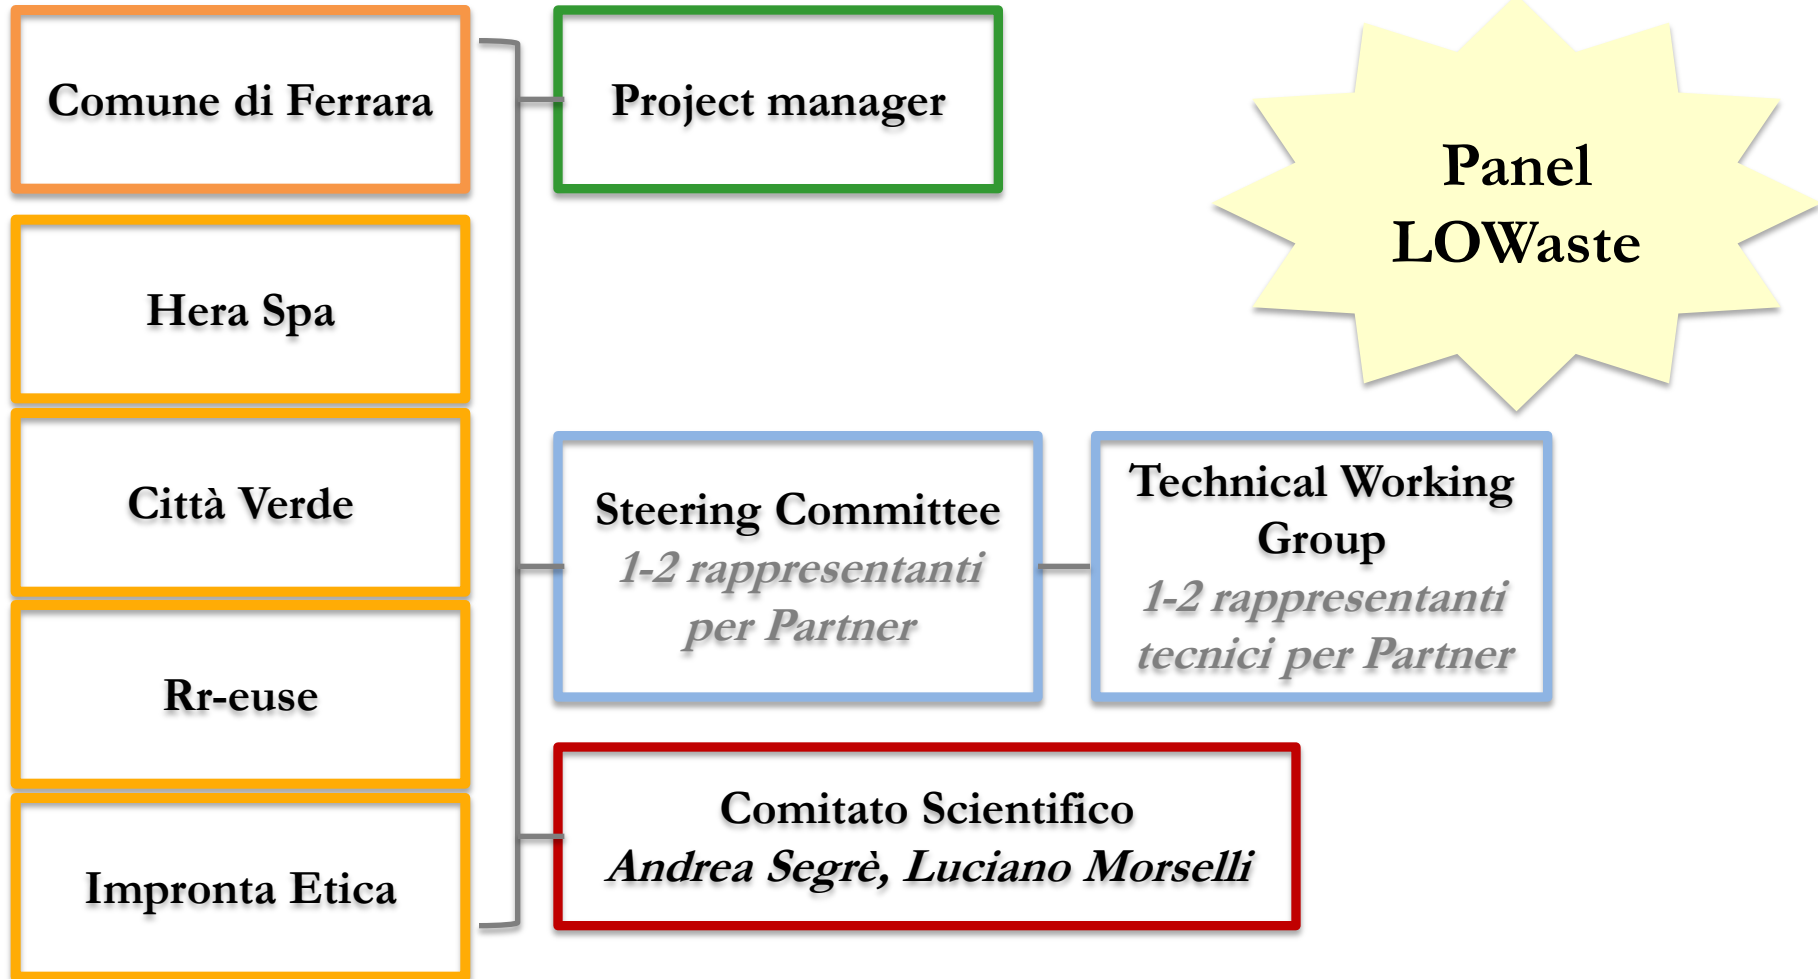 Comune di Ferrara
Project manager
Panel
LOWaste
Hera Spa
Città Verde
Steering Committee
1-2 rappresentanti
per Partner
Technical Working
Group
1-2 rappresentanti
tecnici per Partner
Rr-euse
Comitato Scientifico
Andrea Segrè, Luciano Morselli
Impronta Etica